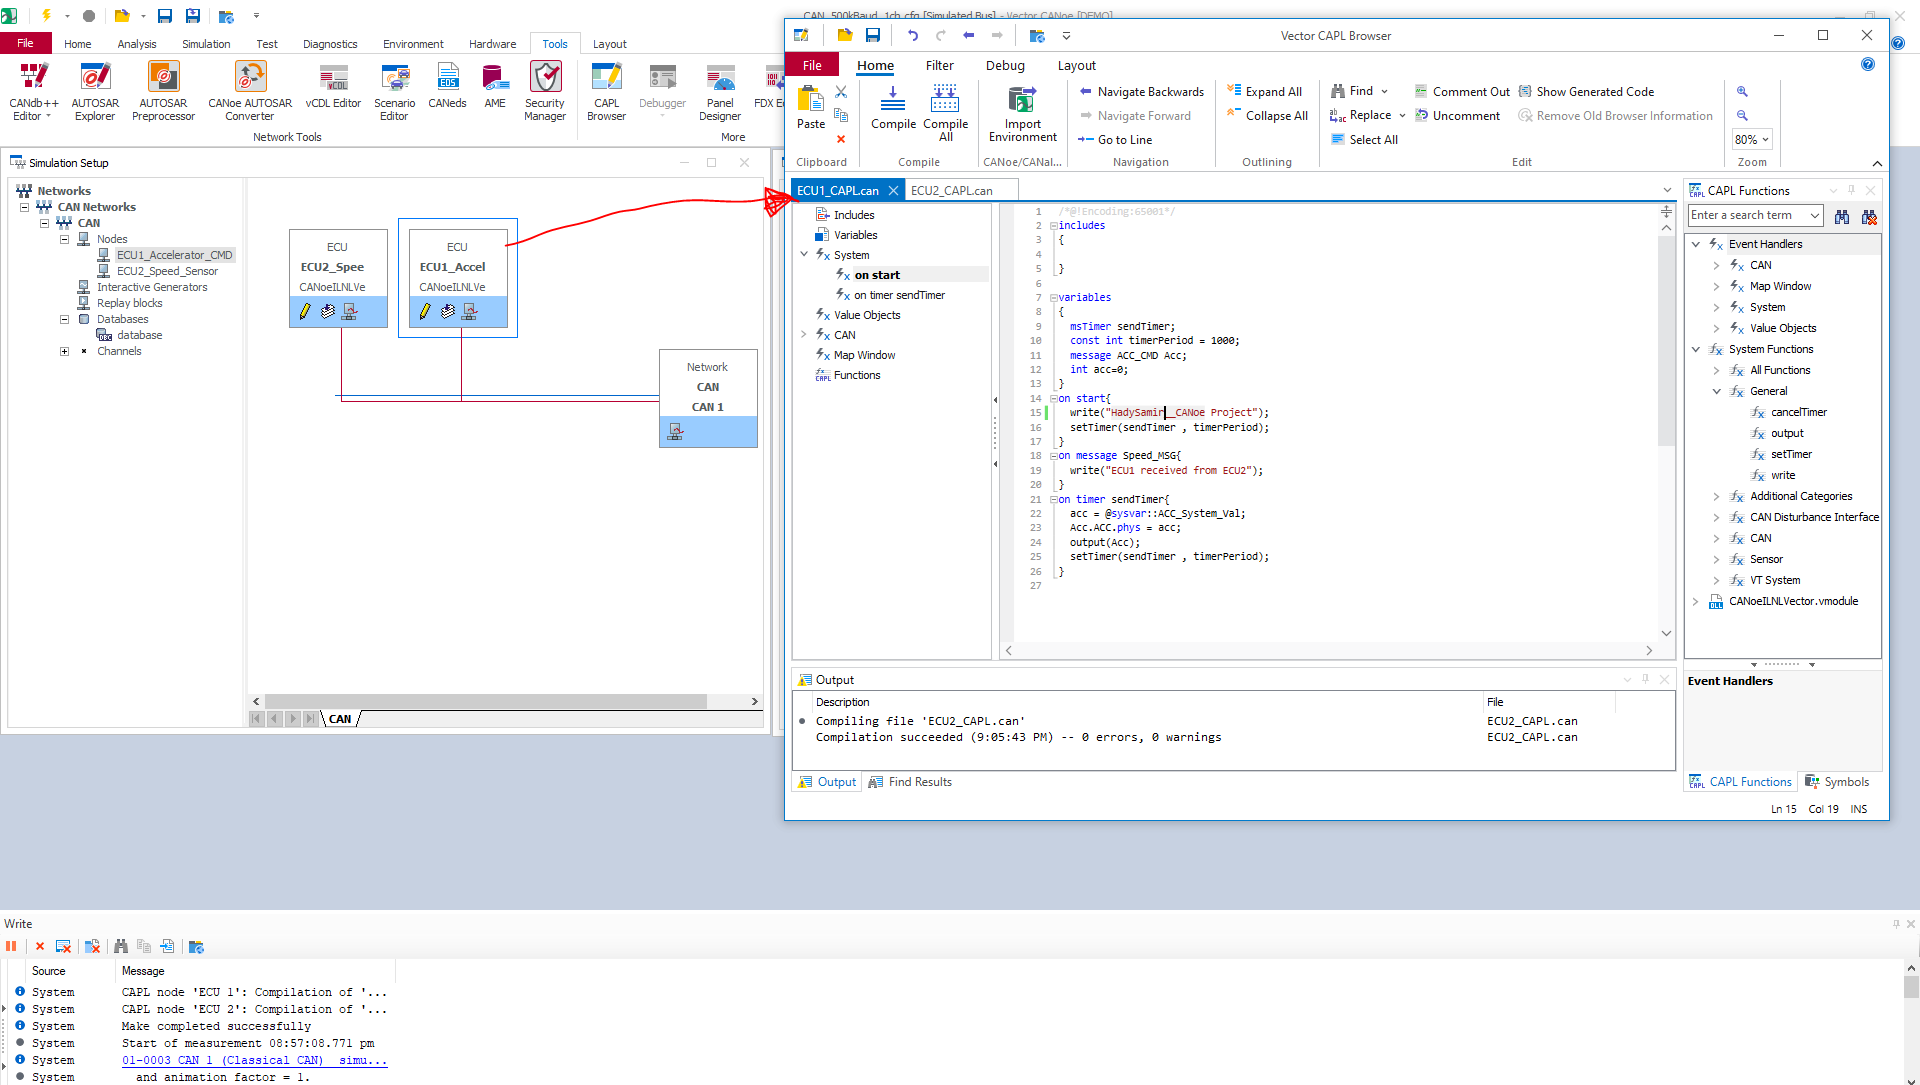 CAN_500kBaud_1ch.cfg [Simulated Bus] - Vector CANoe [DEMO]
File Home Analysis Simulation Test Diagnostics Environment Hardware Tools Layout
CANdb++ Editor
AUTOSAR Explorer
AUTOSAR Preprocessor
CANoe AUTOSAR Converter
vCDL Editor
Scenario Editor
CANeds
AME
Security Manager
CAPL Browser
Debugger
Panel Designer
FDX E
Network Tools
More
Simulation Setup
Networks
CAN Networks
CAN
Nodes
ECU1_Accelerator_CMD
ECU2_Speed_Sensor
Interactive Generators
Replay blocks
Databases
database
Channels
ECU
ECU2_Spee
CANoeILNLVe
ECU
ECU1_Accel
CANoeILNLVe
Network
CAN
CAN 1
CAN
Vector CAPL Browser
File Home Filter Debug Layout
Paste
Clipboard
Compile
Compile All
Compile
Import Environment
CANoe/CANal...
Navigate Backwards
Navigate Forward
Go to Line
Navigation
Expand All
Collapse All
Outlining
Find
Replace
Select All
Comment Out
Uncomment
Show Generated Code
Remove Old Browser Information
Edit
80%
Zoom
ECU1_CAPL.can ECU2_CAPL.can
Includes
Variables
System
on start
on timer sendTimer
Value Objects
CAN
Map Window
Functions
1 /*@!Encoding:65001*/
2 includes
3 {
4
5 }
6
7 variables
8 {
9 msTimer sendTimer;
10 const int timerPeriod = 1000;
11 message ACC_CMD Acc;
12 int acc=0;
13 }
14 on start{
15 write("HadySamir__CANoe Project");
16 setTimer(sendTimer , timerPeriod);
17 }
18 on message Speed_MSG{
19 write("ECU1 received from ECU2");
20 }
21 on timer sendTimer{
22 acc = @sysvar::ACC_System_Val;
23 Acc.ACC.phys = acc;
24 output(Acc);
25 setTimer(sendTimer , timerPeriod);
26 }
27
CAPL Functions
Enter a search term
Event Handlers
CAN
Map Window
System
Value Objects
System Functions
All Functions
General
cancelTimer
output
setTimer
write
Additional Categories
CAN Disturbance Interface
CAN
Sensor
VT System
CANoeILNLVector.vmodule
Event Handlers
CAPL Functions Symbols
Output
Description File
Compiling file 'ECU2_CAPL.can' ECU2_CAPL.can
Compilation succeeded (9:05:43 PM) -- 0 errors, 0 warnings ECU2_CAPL.can
Output Find Results
Ln 15 Col 19 INS
Write
Source Message
System CAPL node 'ECU 1': Compilation of '...
System CAPL node 'ECU 2': Compilation of '...
System Make completed successfully
System Start of measurement 08:57:08.771 pm
System 01-0003 CAN 1 (Classical CAN) simu...
System and animation factor = 1.